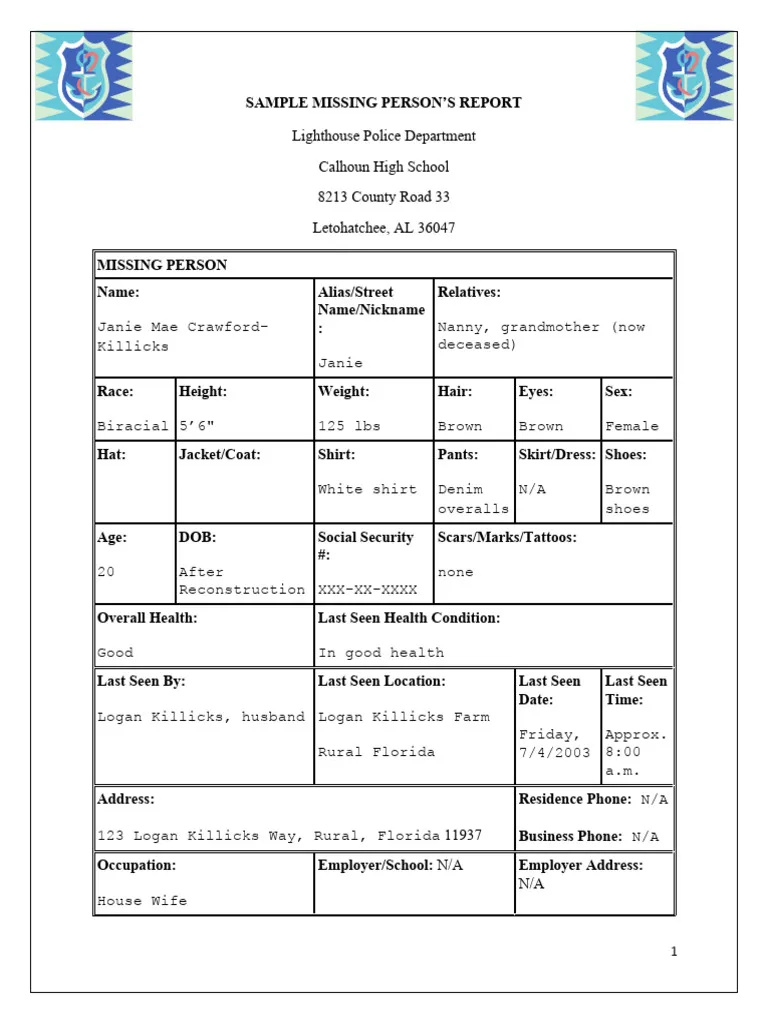 SAMPLE MISSING PERSON'S REPORT
Lighthouse Police Department
Calhoun High School
8213 County Road 33
Letohatchee, AL 36047
MISSING PERSON
Name:
Janie Mae Crawford-
Killicks
Alias/Street
Name/Nickname
:
Janie
Relatives:
Nanny, grandmother (now
deceased)
Race:
Biracial
Height:
5’6"
Weight:
125 lbs
Hair:
Brown
Eyes:
Brown
Sex:
Female
Hat:
Jacket/Coat:
Shirt:
White shirt
Pants:
Denim
overalls
Skirt/Dress:
N/A
Shoes:
Brown
shoes
Age:
20
DOB:
After
Reconstruction
Social Security
#:
XXX-XX-XXXX
Scars/Marks/Tattoos:
none
Overall Health:
Good
Last Seen Health Condition:
In good health
Last Seen By:
Logan Killicks, husband
Last Seen Location:
Logan Killicks Farm
Rural Florida
Last Seen
Date:
Friday,
7/4/2003
Last Seen
Time:
Approx.
8:00
a.m.
Address:
123 Logan Killicks Way, Rural, Florida 11937
Residence Phone: N/A
Business Phone: N/A
Occupation:
House Wife
Employer/School: N/A
Employer Address:
N/A
1